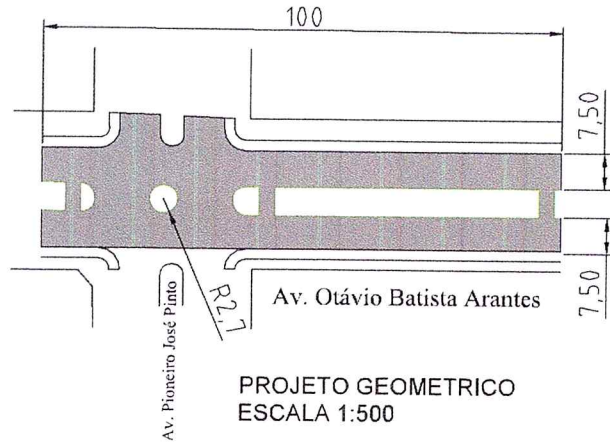 100
7,50
R2,7
Av. Otávio Batista Arantes
7,50
Av. Pioneiro José Pinto
PROJETO GEOMETRICO
ESCALA 1:500